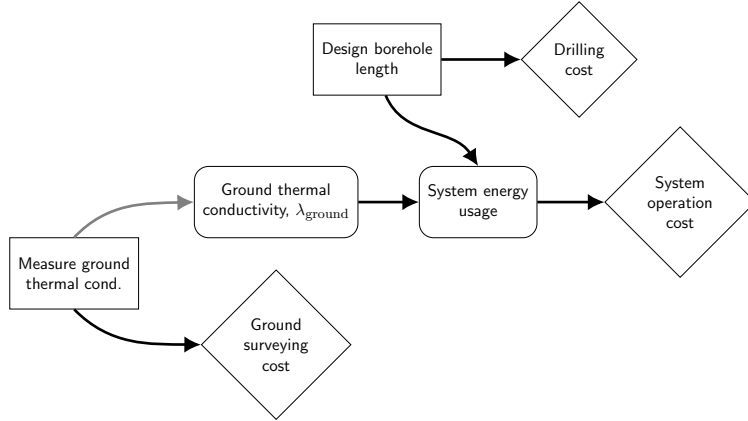 Design borehole
length
Drilling
cost
Ground thermal
conductivity, λground
System energy
usage
System
operation
cost
Measure ground
thermal cond.
Ground
surveying
cost